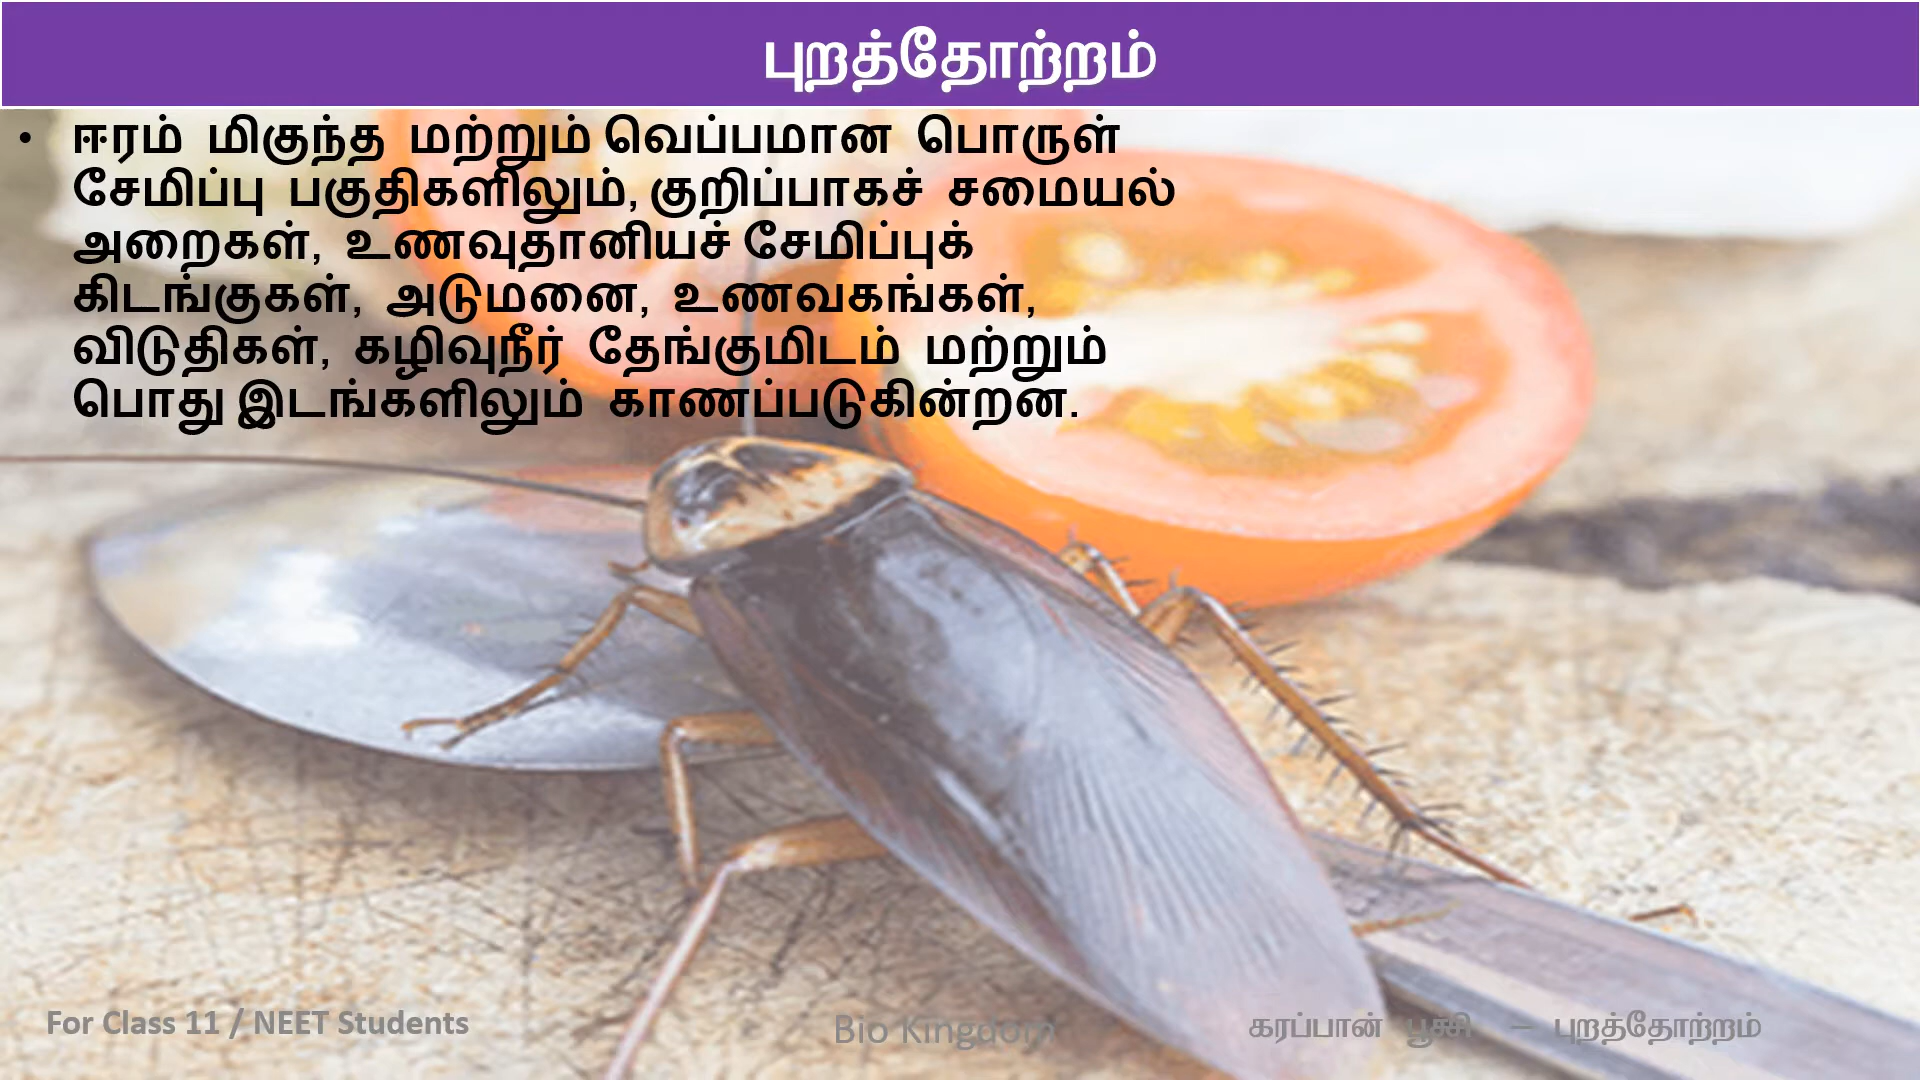 புறத்தோற்றம்
• ஈரம் மிகுந்த மற்றும் வெப்பமான பொருள்
சேமிப்பு பகுதிகளிலும், குறிப்பாகச் சமையல்
அறைகள், உணவுதானியச் சேமிப்புக்
கிடங்குகள், அடுமனை, உணவகங்கள்,
விடுதிகள், கழிவுநீர் தேங்குமிடம் மற்றும்
பொது இடங்களிலும் காணப்படுகின்றன.
For Class 11 / NEET Students
Bio Kingdom
கரப்பான் பூச்சி – புறத்தோற்றம்